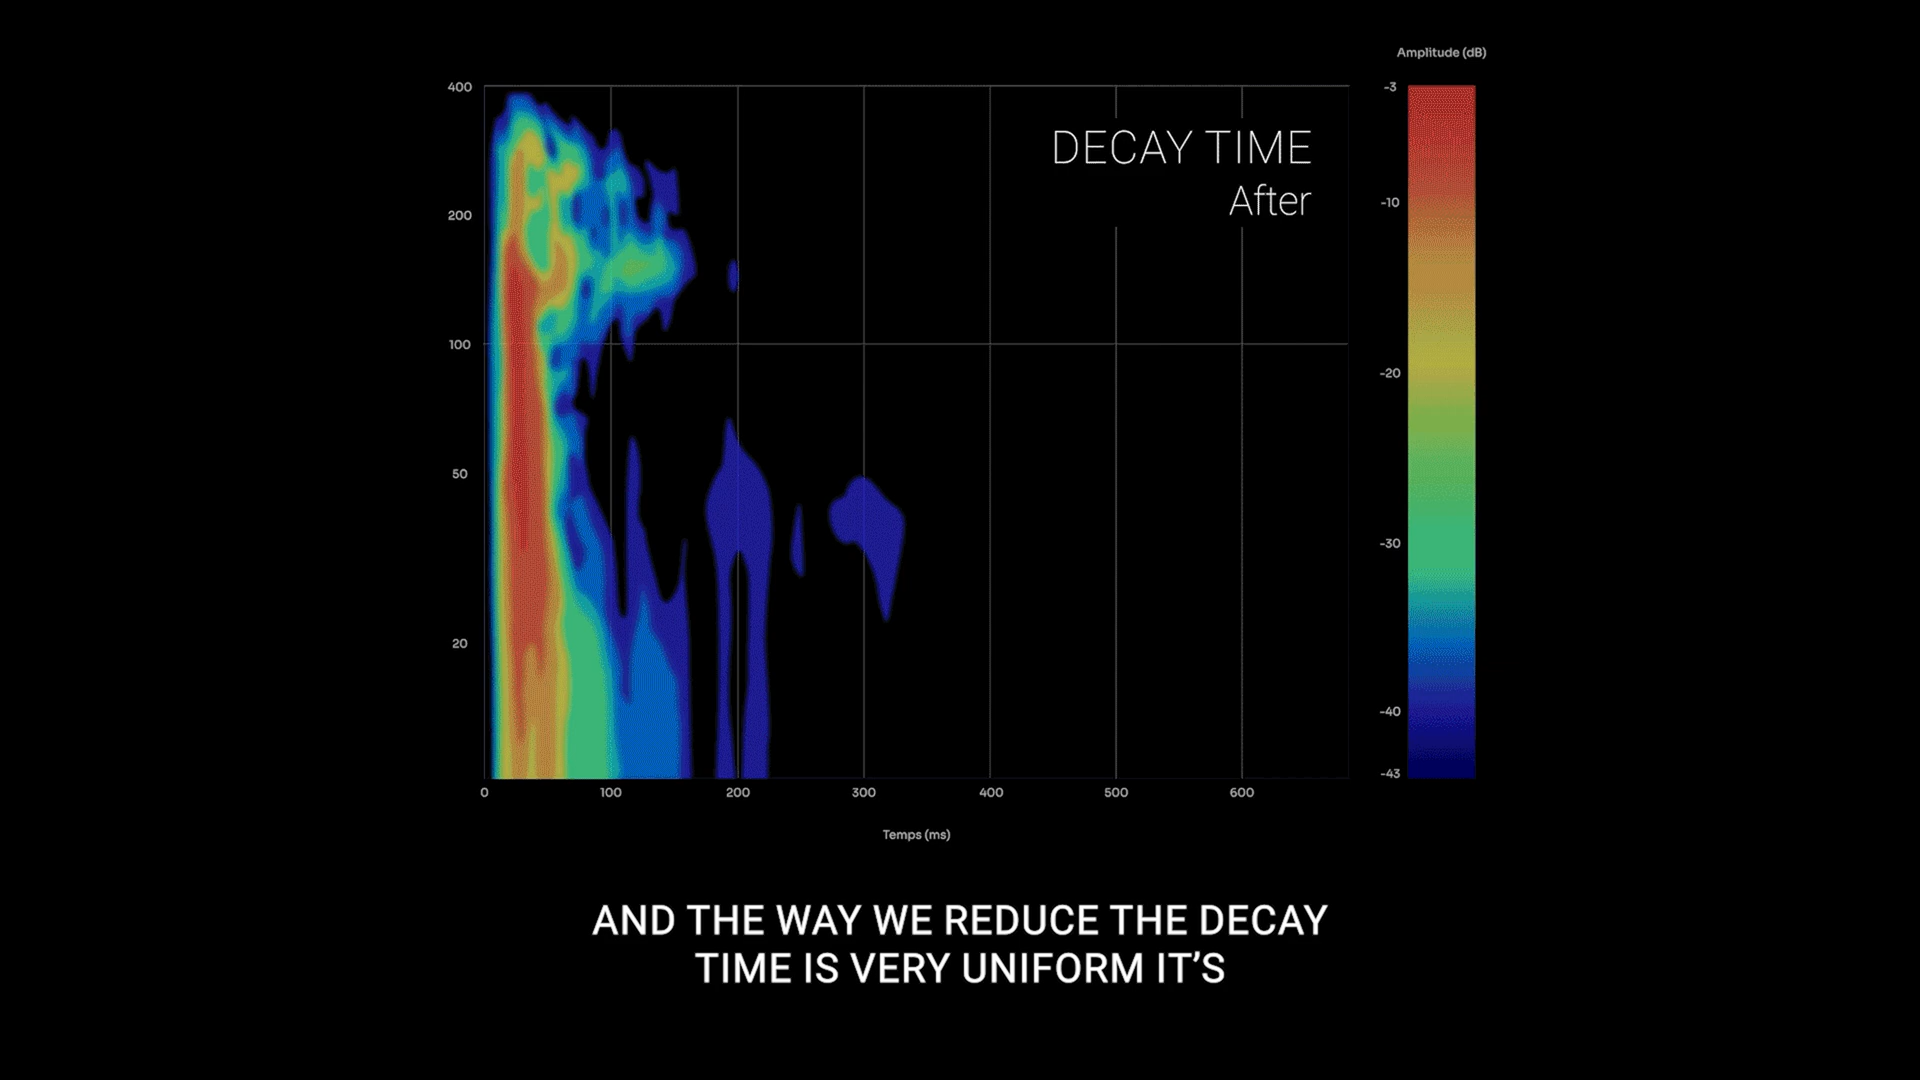 Amplitude (dB)
400
200
100
50
20
DECAY TIME
After
-3
-10
-20
-30
-40
-43
0 100 200 300 400 500 600
Temps (ms)
AND THE WAY WE REDUCE THE DECAY
TIME IS VERY UNIFORM IT’S